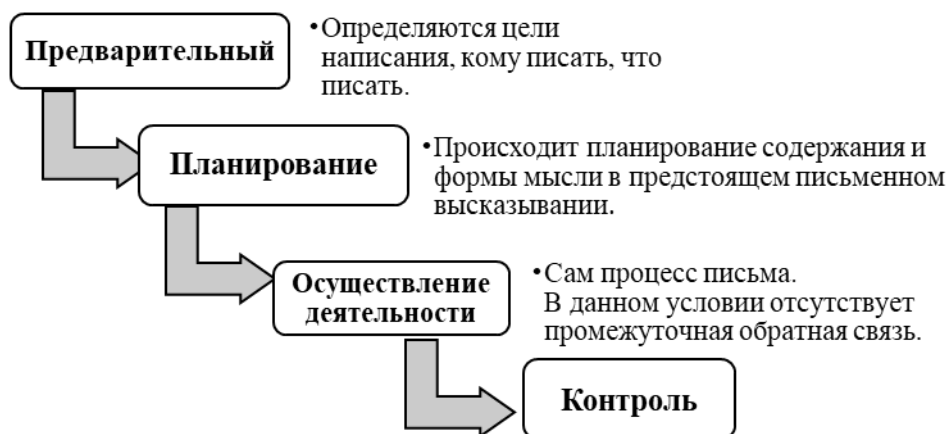 Предварительный
•Определяются цели
написания, кому писать, что
писать.
Планирование
•Происходит планирование содержания и
формы мысли в предстоящем письменном
высказывании.
Осуществление
деятельности
•Сам процесс письма.
В данном условии отсутствует
промежуточная обратная связь.
Контроль